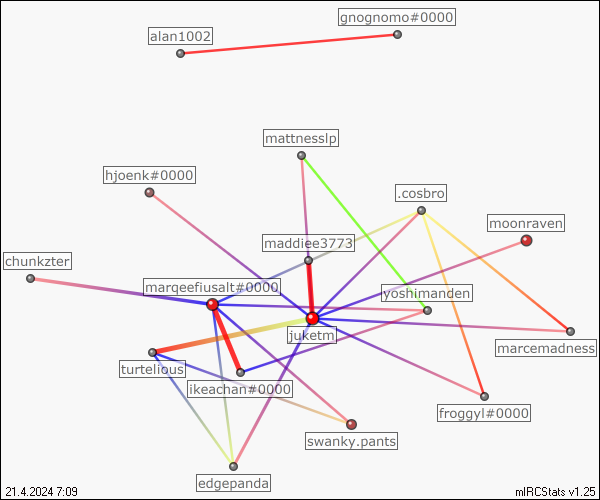 gnognomo#0000
alan1002
mattnesslp
hjoenk#0000
.cosbro
moonraven
maddiee3773
chunkzter
marqeefiusalt#0000
yoshimanden
juketm
marcemadness
turtelious
ikeachan#0000
froggyl#0000
swanky.pants
edgepanda
21.4.2024 7:09
mIRCStats v1.25